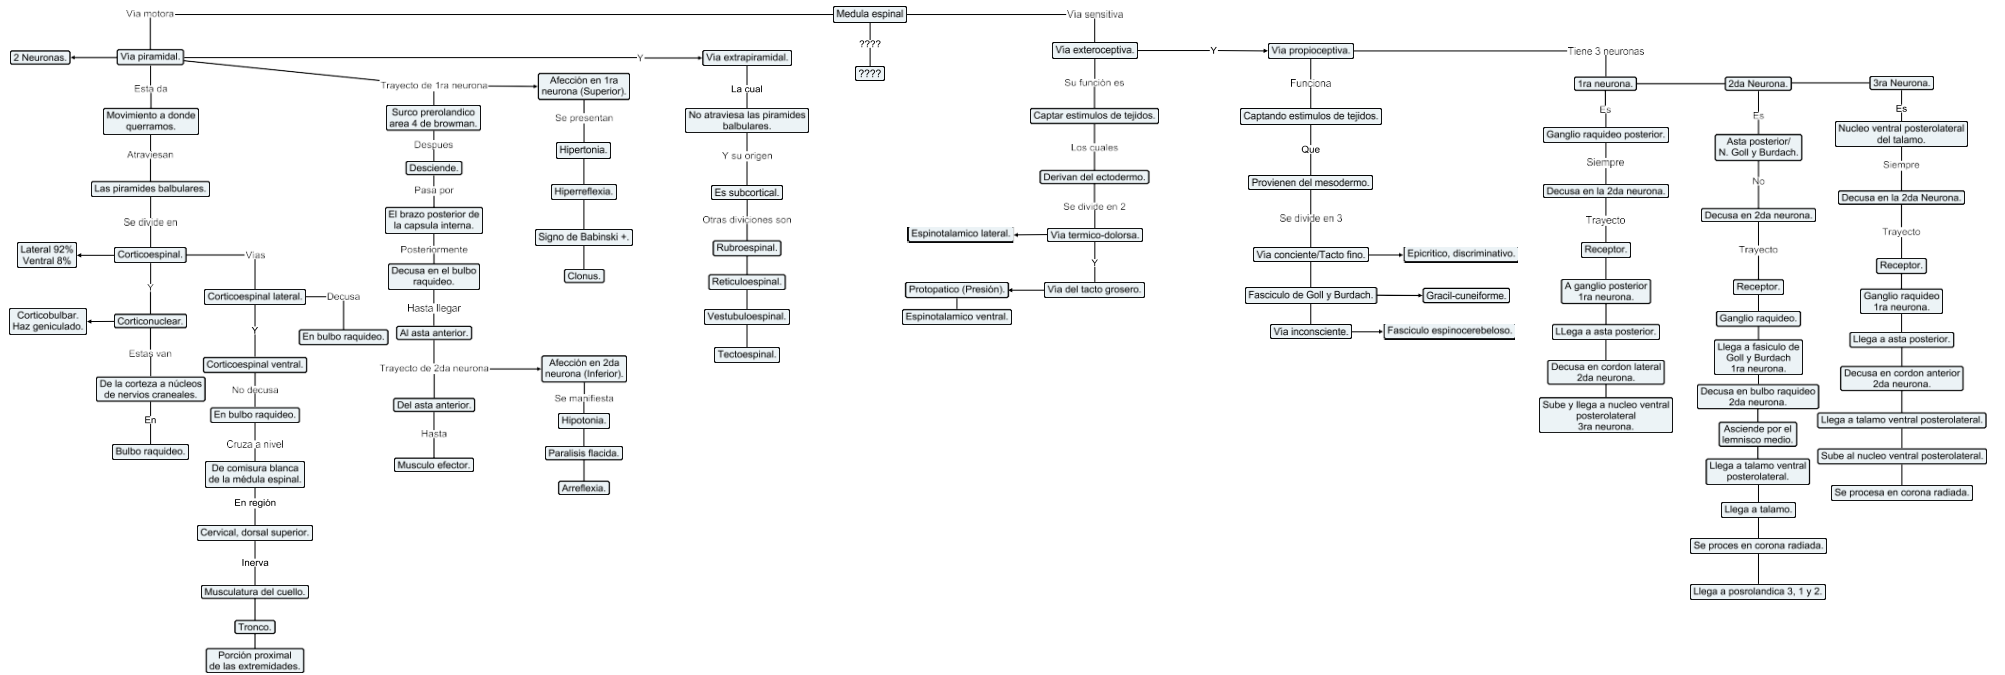 Via motora
Medula espinal
Via sensitiva
????
????
2 Neuronas.
Via piramidal.
Y
Via extrapiramidal.
Esta da
Movimiento a donde
querramos.
Atraviesan
Las piramides balbulares.
Se divide en
Lateral 92%
Ventral 8%
Corticoespinal.
Vias
Y
Corticobulbar.
Haz geniculado.
Corticonuclear.
Estas van
De la corteza a núcleos
de nervios craneales.
En
Bulbo raquideo.
Corticoespinal lateral.
Decusa
En bulbo raquideo.
Y
Corticoespinal ventral.
No decusa
En bulbo raquideo.
Cruza a nivel
De comisura blanca
de la médula espinal.
En región
Cervical, dorsal superior.
Inerva
Musculatura del cuello.
Tronco.
Porción proximal
de las extremidades.
Trayecto de 1ra neurona
Surco prerolandico
area 4 de browman.
Despues
Desciende.
Pasa por
El brazo posterior de
la capsula interna.
Posteriormente
Decusa en el bulbo
raquideo.
Hasta llegar
Al asta anterior.
Trayecto de 2da neurona
Del asta anterior.
Hasta
Musculo efector.
Afección en 1ra
neurona (Superior).
Se presentan
Hipertonia.
Hiperreflexia.
Signo de Babinski +.
Clonus.
Afección en 2da
neurona (Inferior).
Se manifiesta
Hipotonia.
Paralisis flacida.
Arreflexia.
La cual
No atraviesa las piramides
balbulares.
Y su origen
Es subcortical.
Otras diviciones son
Rubroespinal.
Reticuloespinal.
Vestubuloespinal.
Tectoespinal.
Via exteroceptiva.
Y
Via propioceptiva.
Tiene 3 neuronas
Su función es
Captar estimulos de tejidos.
Los cuales
Derivan del ectodermo.
Se divide en 2
Espinotalamico lateral.
Via termico-dolorsa.
Y
Protopatico (Presión).
Via del tacto grosero.
Espinotalamico ventral.
Funciona
Captando estimulos de tejidos.
Que
Provienen del mesodermo.
Se divide en 3
Via conciente/Tacto fino.
Epicritico, discriminativo.
Fasciculo de Goll y Burdach.
Gracil-cuneiforme.
Via inconsciente.
Fasciculo espinocerebeloso.
1ra neurona.
Es
Ganglio raquideo posterior.
Siempre
Decusa en la 2da neurona.
Trayecto
Receptor.
A ganglio posterior
1ra neurona.
LLega a asta posterior.
Decusa en cordon lateral
2da neurona.
Sube y llega a nucleo ventral
posterolateral
3ra neurona.
2da Neurona.
Es
Asta posterior/
N. Goll y Burdach.
No
Decusa en 2da neurona.
Trayecto
Receptor.
Ganglio raquideo.
Llega a fasiculo de
Goll y Burdach
1ra neurona.
Decusa en bulbo raquideo
2da neurona.
Asciende por el
lemnisco medio.
Llega a talamo ventral
posterolateral.
Llega a talamo.
Se proces en corona radiada.
Llega a posrolandica 3, 1 y 2.
3ra Neurona.
Es
Nucleo ventral posterolateral
del talamo.
Siempre
Decusa en la 2da Neurona.
Trayecto
Receptor.
Ganglio raquideo
1ra neurona.
Llega a asta posterior.
Decusa en cordon anterior
2da neurona.
Llega a talamo ventral posterolateral.
Sube al nucleo ventral posterolateral.
Se procesa en corona radiada.